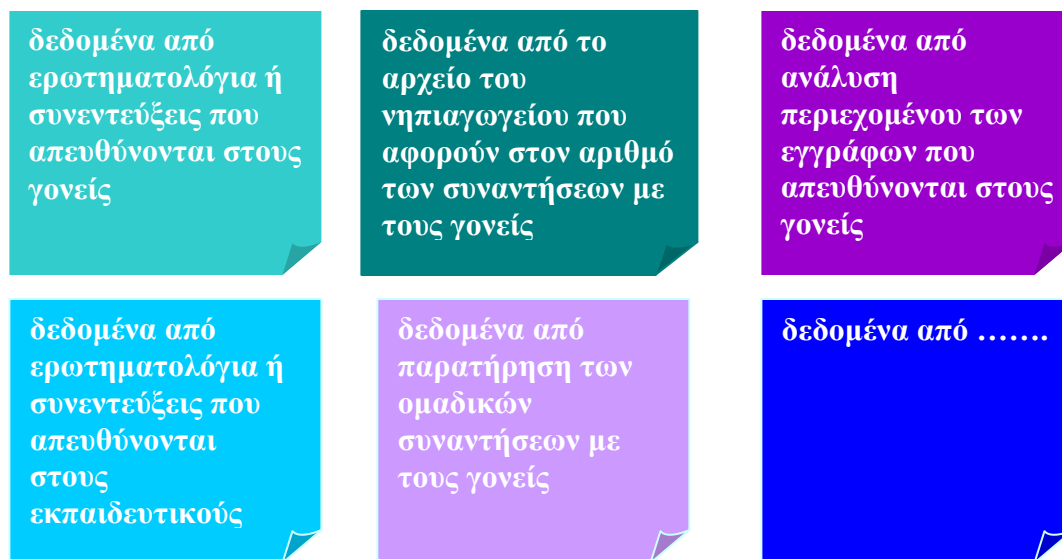 δεδομένα από
ερωτηματολόγια ή
συνεντεύξεις που
απευθύνονται στους
γονείς
δεδομένα από το
αρχείο του
νηπιαγωγείου που
αφορούν στον αριθμό
των συναντήσεων με
τους γονείς
δεδομένα από
ανάλυση
περιεχομένου των
εγγράφων που
απευθύνονται στους
γονείς
δεδομένα από
ερωτηματολόγια ή
συνεντεύξεις που
απευθύνονται
στους
εκπαιδευτικούς
δεδομένα από
παρατήρηση των
ομαδικών
συναντήσεων με
τους γονείς
δεδομένα από …….